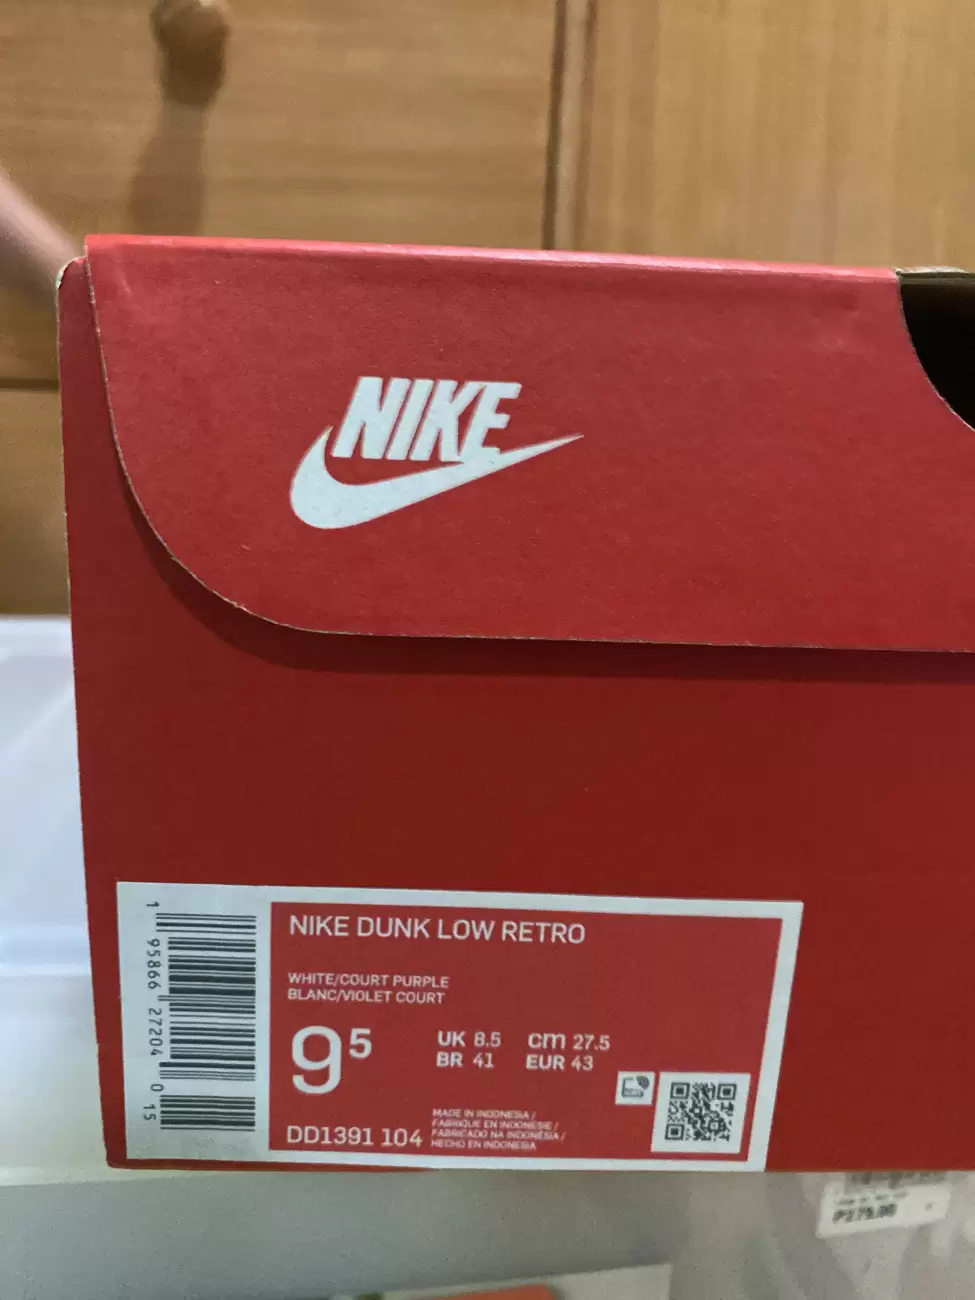 NIKE
NIKE DUNK LOW RETRO
WHITE/COURT PURPLE
BLANC/VIOLET COURT
9⁵
UK 8.5 cm 27.5
BR 41 EUR 43
DD1391 104
MADE IN INDONESIA /
FABRIQUE EN INDONESIE /
FABRICADO NA INDONÉSIA /
HECHO EN INDONESIA
1 95866 27204 0 15
₱279.00